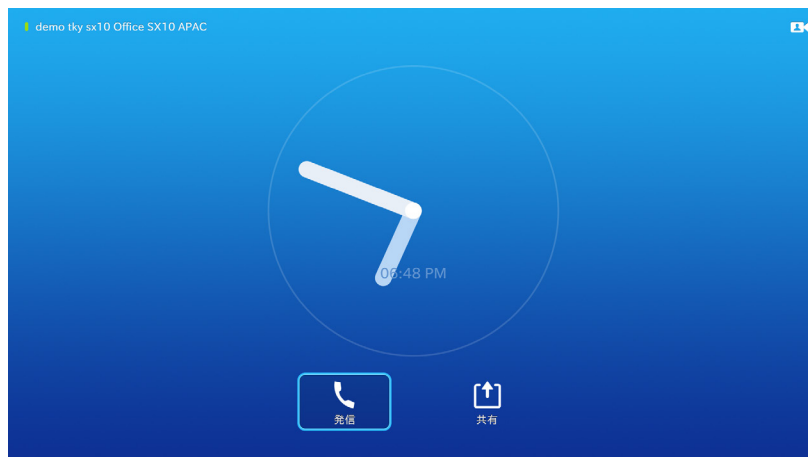 demo tky sx10 Office SX10 APAC
06:48 PM
発信
共有